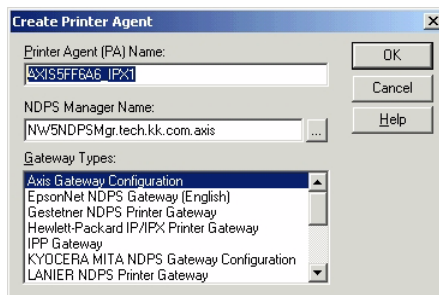 Create Printer Agent
Printer Agent (PA) Name:
AXIS5FF6A6_IPX1
NDPS Manager Name:
NW5NDPSMgr.tech.kk.com.axis
...
Gateway Types:
Axis Gateway Configuration
EpsonNet NDPS Gateway (English)
Gestetner NDPS Printer Gateway
Hewlett-Packard IP/IPX Printer Gateway
IPP Gateway
KYOCERA MITA NDPS Gateway Configuration
LANIER NDPS Printer Gateway
OK
Cancel
Help